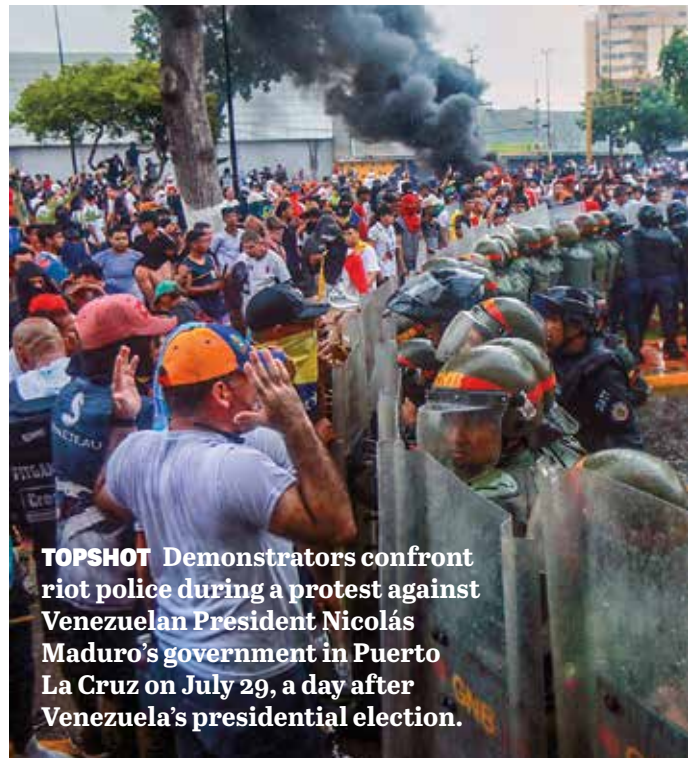 GNB
TOPSHOT Demonstrators confront
riot police during a protest against
Venezuelan President Nicolás
Maduro’s government in Puerto
La Cruz on July 29, a day after
Venezuela’s presidential election.
GNB